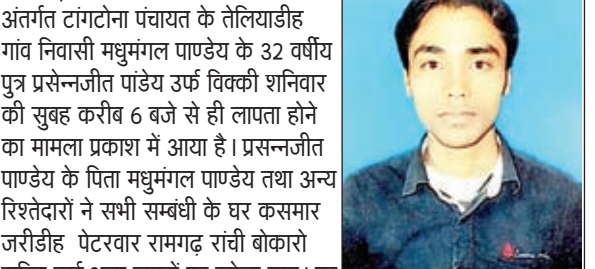 अंतर्गत टांगटोना पंचायत के तेलियाडीह
गांव निवासी मधुमंगल पाण्डेय के 32 वर्षीय
पुत्र प्रसेन्नजीत पांडेय उर्फ विक्की शनिवार
की सुबह करीब 6 बजे से ही लापता होने
का मामला प्रकाश में आया है। प्रसन्नजीत
पाण्डेय के पिता मधुमंगल पाण्डेय तथा अन्य
रिश्तेदारों ने सभी सम्बंधी के घर कसमार
जरीडीह पेटरवार रामगढ़ रांची बोकारो